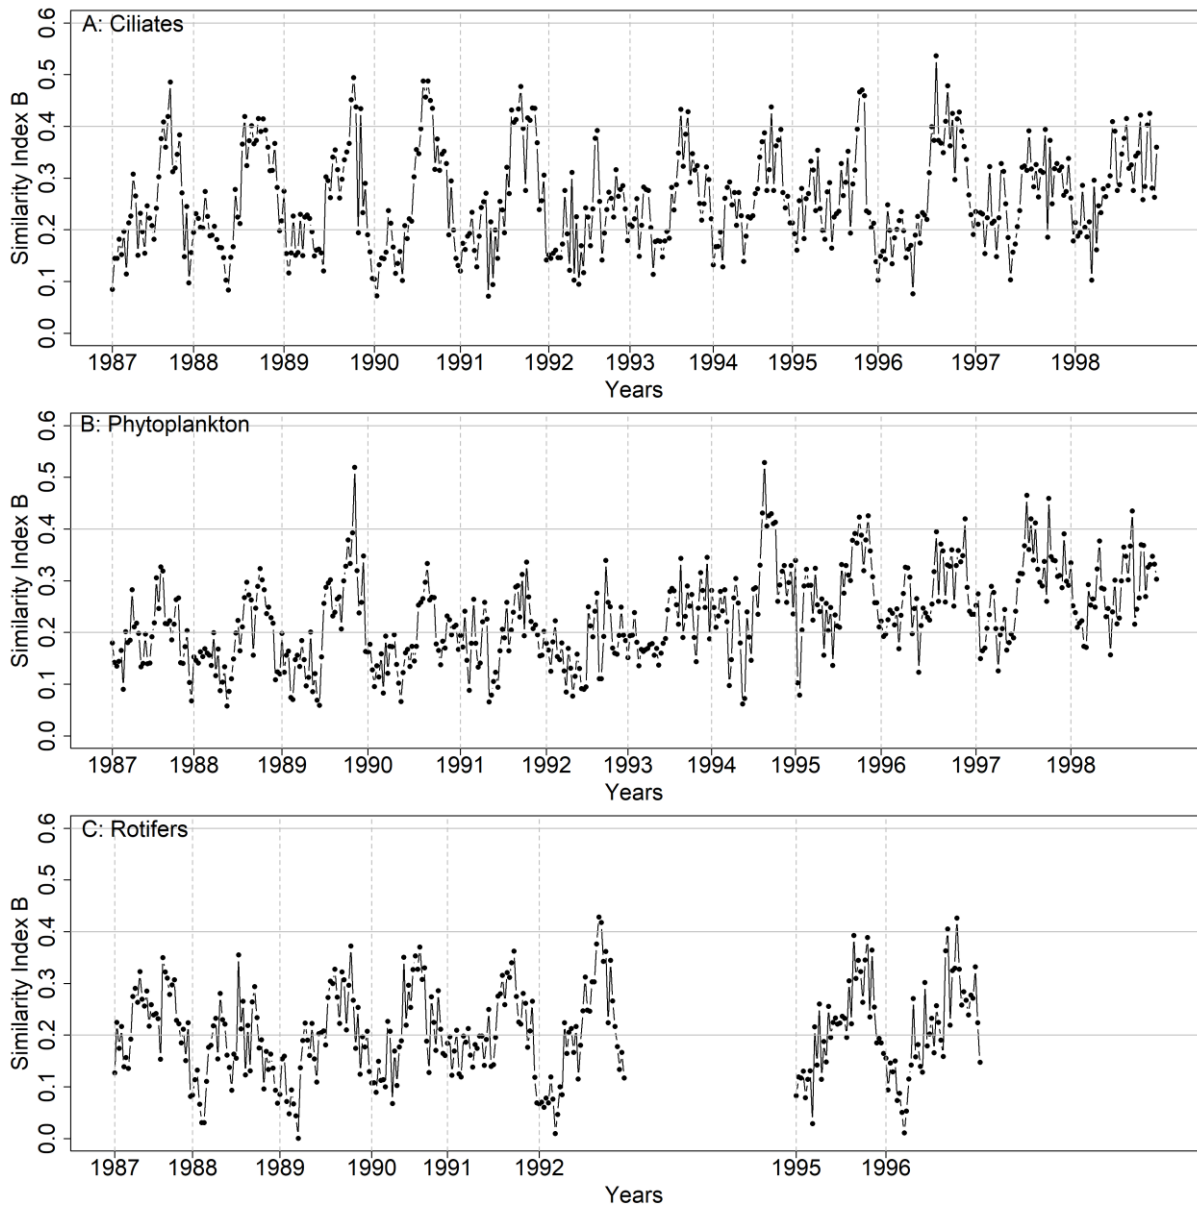 A: Ciliates
Similarity Index B
0.0 0.1 0.2 0.3 0.4 0.5 0.6
1987 1988 1989 1990 1991 1992 1993 1994 1995 1996 1997 1998
Years
B: Phytoplankton
Similarity Index B
0.0 0.1 0.2 0.3 0.4 0.5 0.6
1987 1988 1989 1990 1991 1992 1993 1994 1995 1996 1997 1998
Years
C: Rotifers
Similarity Index B
0.0 0.1 0.2 0.3 0.4 0.5 0.6
1987 1988 1989 1990 1991 1992 1995 1996
Years